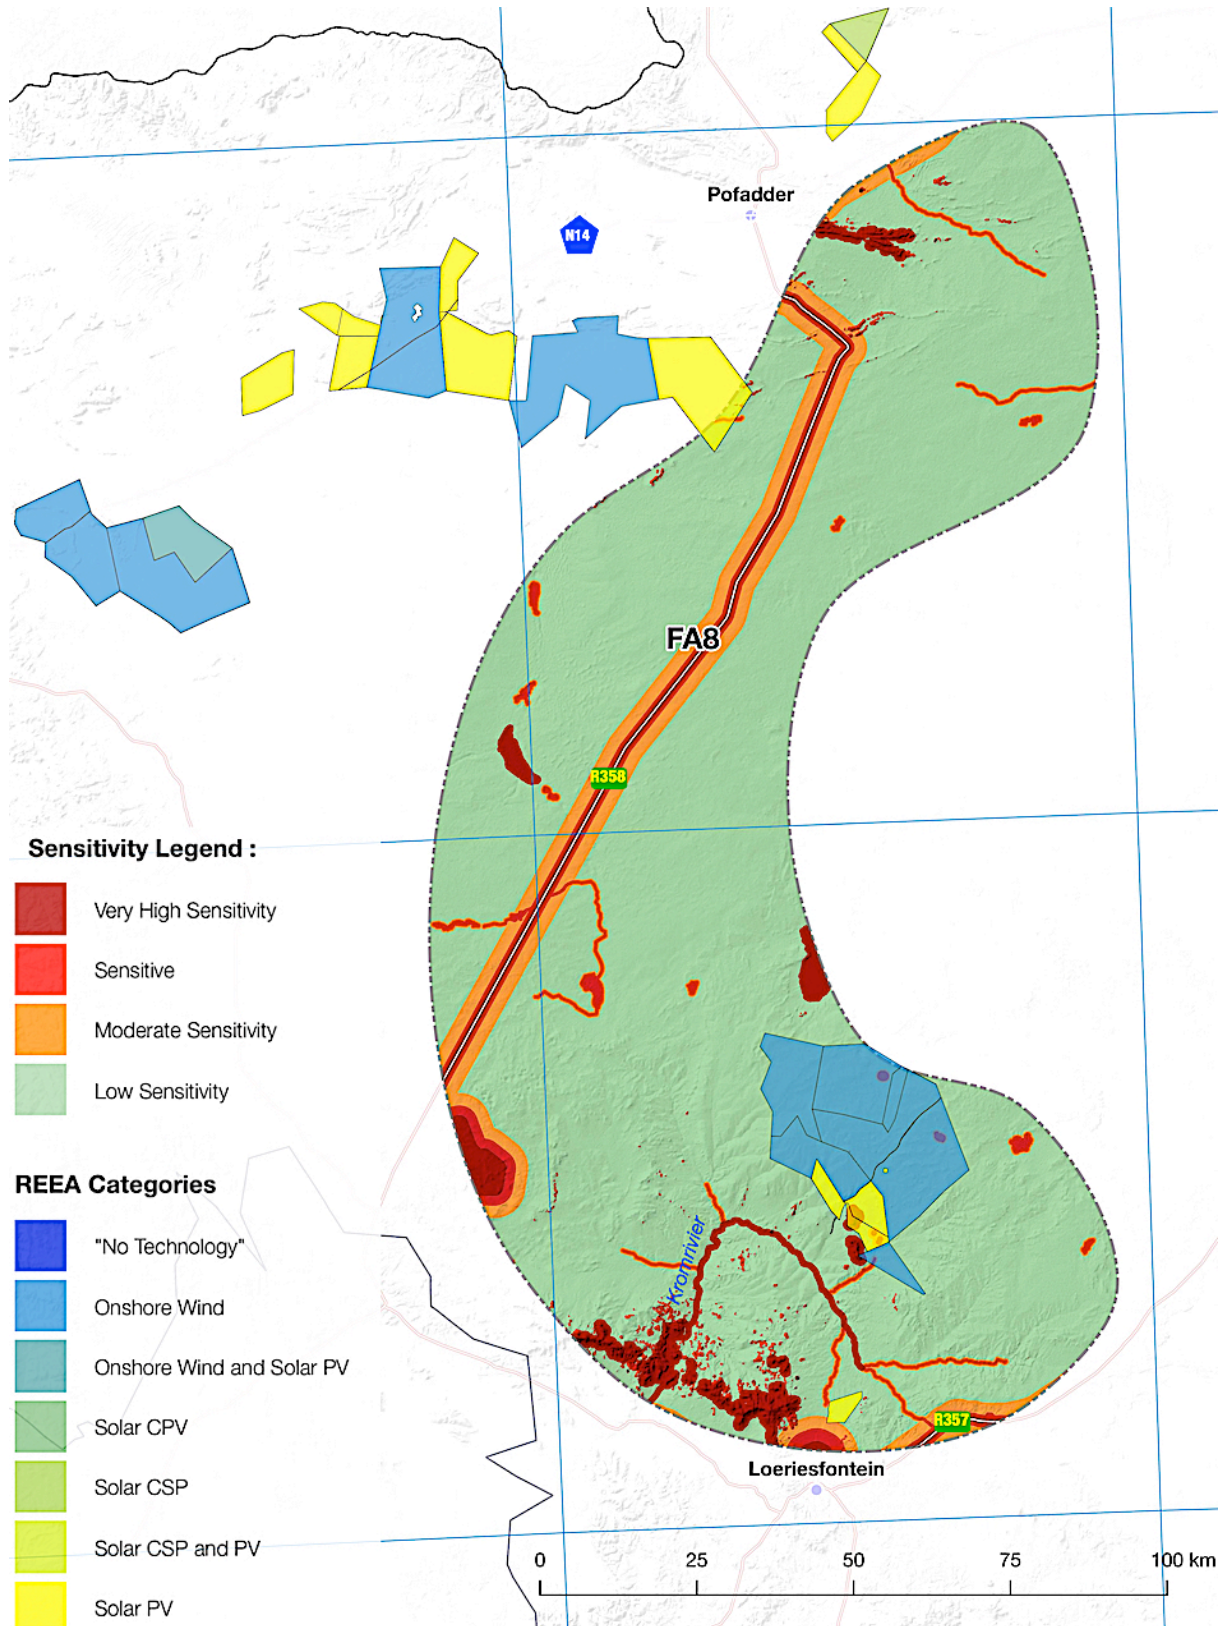 Pofadder
N14
FA8
R358
Sensitivity Legend :
Very High Sensitivity
Sensitive
Moderate Sensitivity
Low Sensitivity
REEA Categories
"No Technology"
Onshore Wind
Onshore Wind and Solar PV
Solar CPV
Solar CSP
Solar CSP and PV
Solar PV
Kromrivier
R357
Loeriesfontein
0 25 50 75 100 km